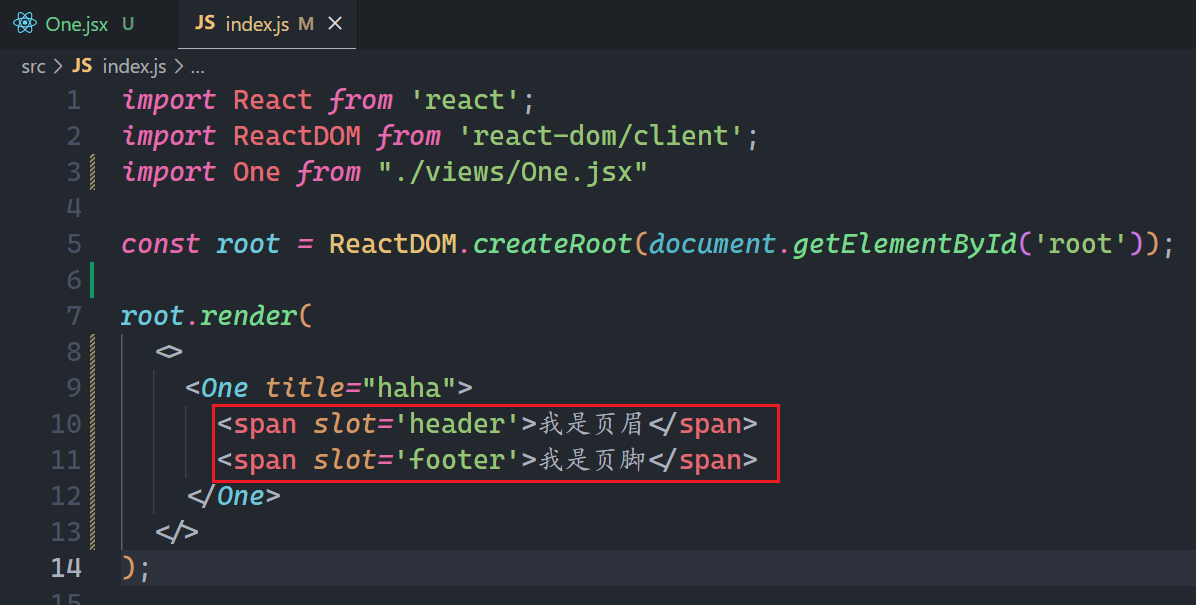 One.jsx U JS index.js M
src > JS index.js > ...
1 import React from 'react';
2 import ReactDOM from 'react-dom/client';
3 import One from "./views/One.jsx"
4
5 const root = ReactDOM.createRoot(document.getElementById('root'));
6
7 root.render(
8 <>
9 <One title="haha">
10 <span slot='header'>我是页眉</span>
11 <span slot='footer'>我是页脚</span>
12 </One>
13 </>
14 );
15